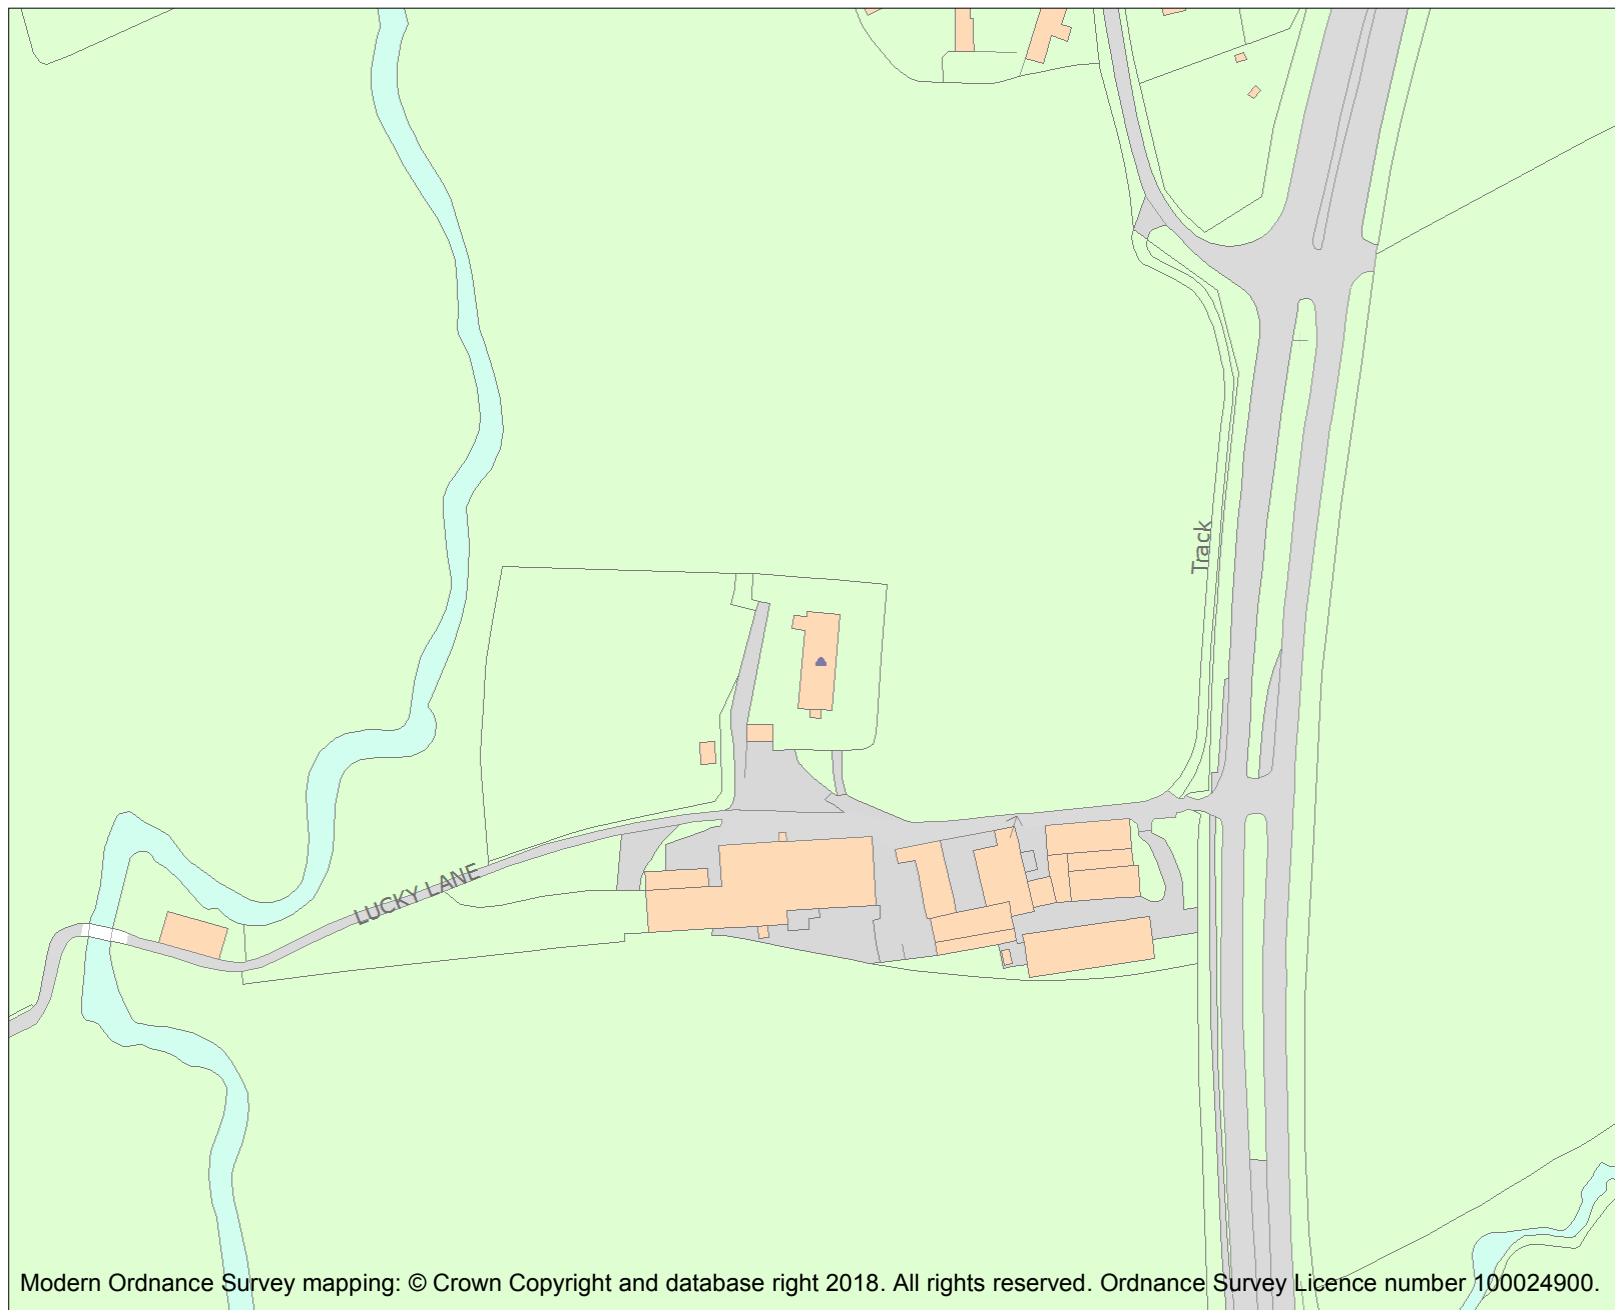 Track
LUCKY LANE
Modern Ordnance Survey mapping: © Crown Copyright and database right 2018. All rights reserved. Ordnance Survey Licence number 100024900.